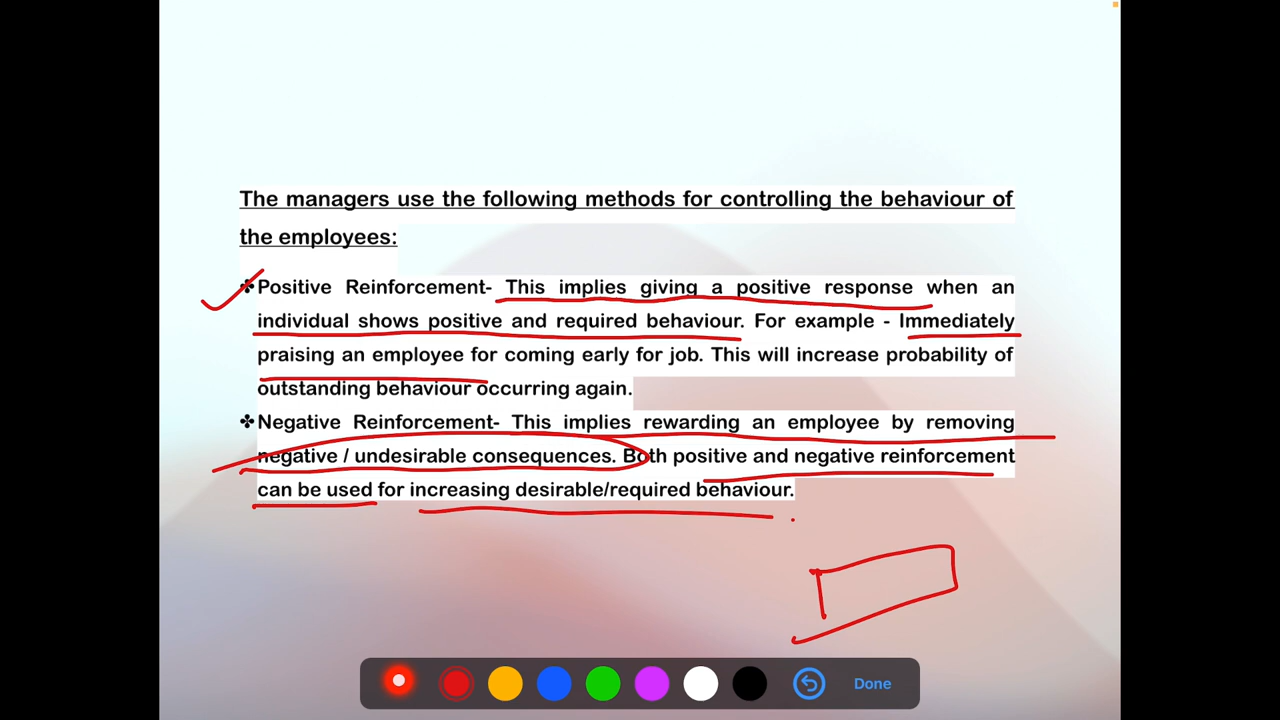 The managers use the following methods for controlling the behaviour of
the employees:
❖Positive Reinforcement- This implies giving a positive response when an
individual shows positive and required behaviour. For example - Immediately
praising an employee for coming early for job. This will increase probability of
outstanding behaviour occurring again.
❖Negative Reinforcement- This implies rewarding an employee by removing
negative / undesirable consequences. Both positive and negative reinforcement
can be used for increasing desirable/required behaviour.
Done